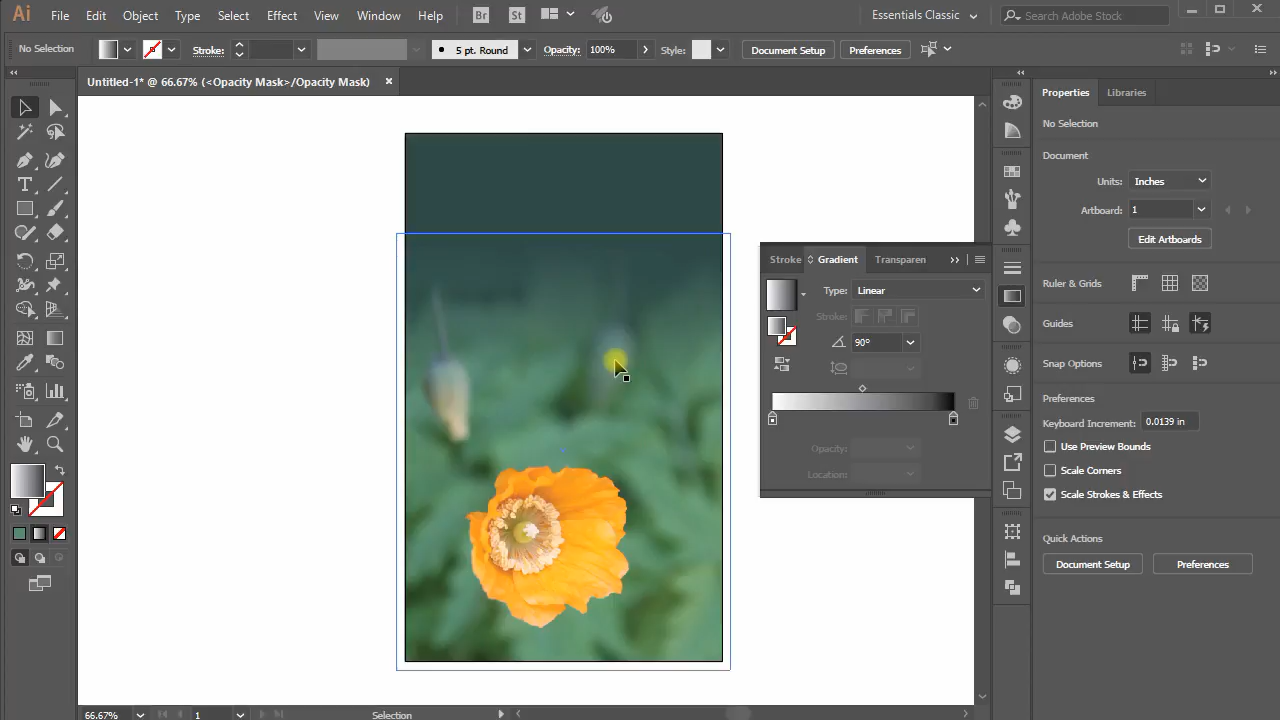 Ai File Edit Object Type Select Effect View Window Help Br St Essentials Classic Search Adobe Stock
No Selection Stroke: 5 pt. Round Opacity: 100% Style: Document Setup Preferences
Untitled-1* @ 66.67% (<Opacity Mask>/Opacity Mask)
Properties Libraries
No Selection
Document
Units: Inches
Artboard: 1
Edit Artboards
Stroke Gradient Transparen
Type: Linear
Stroke:
90°
Opacity:
Location:
Ruler & Grids
Guides
Snap Options
Preferences
Keyboard Increment: 0.0139 in
Use Preview Bounds
Scale Corners
Scale Strokes & Effects
Quick Actions
Document Setup Preferences
66.67% 1 Selection